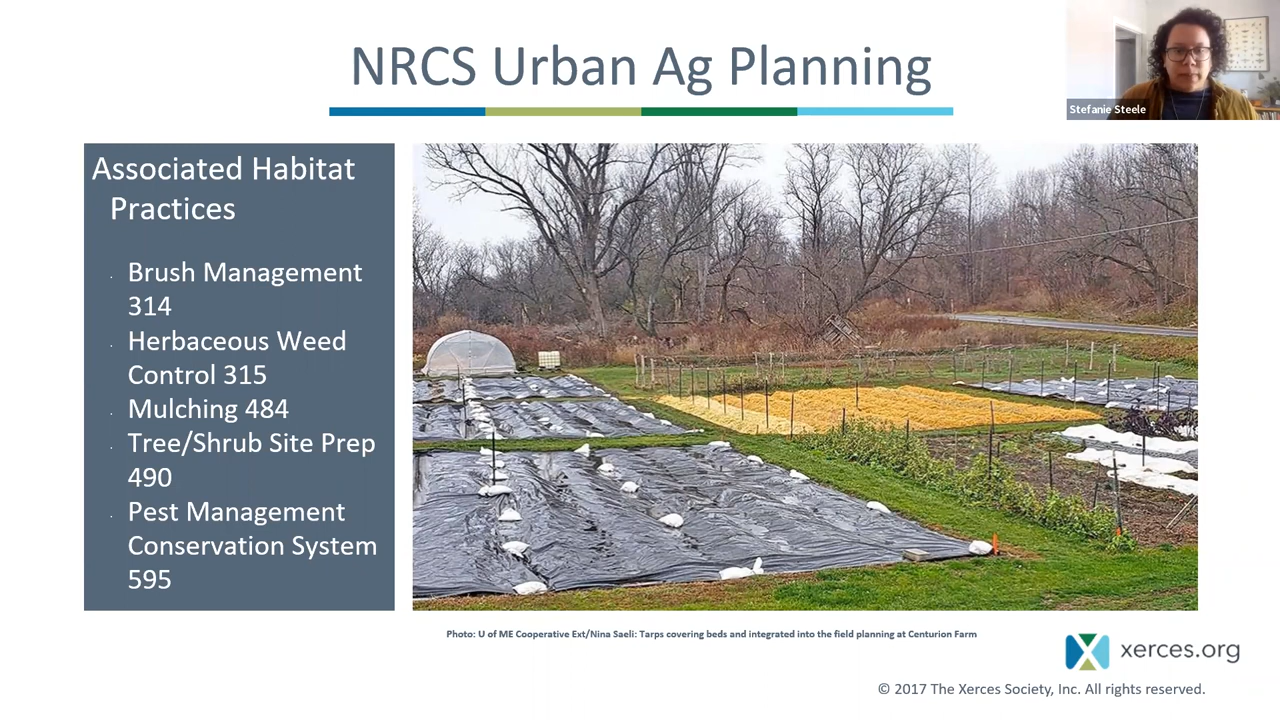 NRCS Urban Ag Planning
Stefanie Steele
Associated Habitat
Practices
Brush Management
314
Herbaceous Weed
Control 315
Mulching 484
Tree/Shrub Site Prep
490
Pest Management
Conservation System
595
Photo: U of ME Cooperative Ext/Nina Saeli: Tarps covering beds and integrated into the field planning at Centurion Farm
xerces.org
© 2017 The Xerces Society, Inc. All rights reserved.